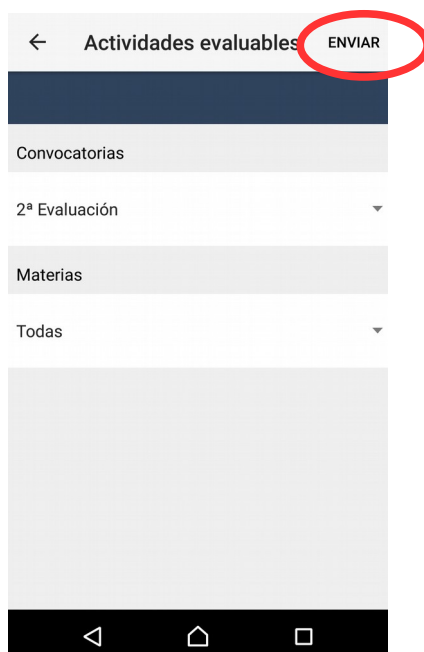 Actividades evaluables ENVIAR
Convocatorias
2ª Evaluación
Materias
Todas